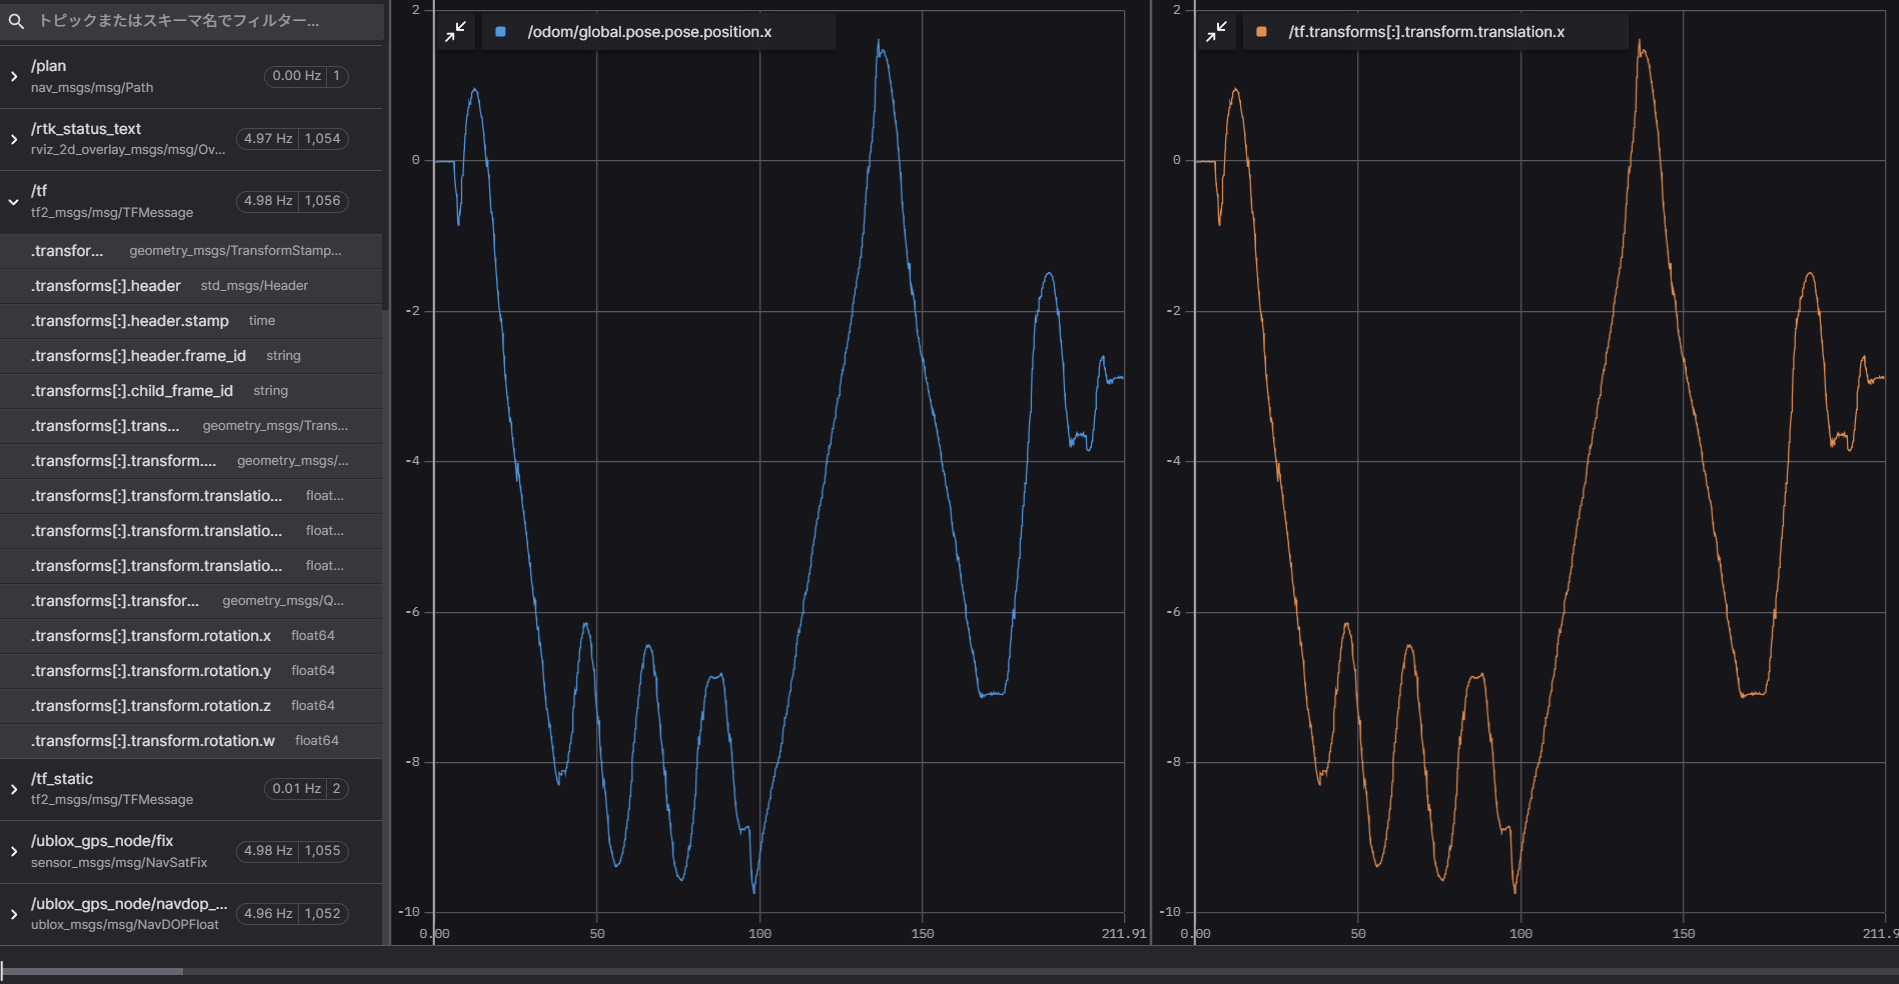 トピックまたはスキーマ名でフィルター...
/plan
nav_msgs/msg/Path
0.00 Hz 1
/rtk_status_text
rviz_2d_overlay_msgs/msg/Ov...
4.97 Hz 1,054
/tf
tf2_msgs/msg/TFMessage
4.98 Hz 1,056
.transfor... geometry_msgs/TransformStamp...
.transforms[:].header std_msgs/Header
.transforms[:].header.stamp time
.transforms[:].header.frame_id string
.transforms[:].child_frame_id string
.transforms[:].trans... geometry_msgs/Trans...
.transforms[:].transform.... geometry_msgs/...
.transforms[:].transform.translatio... float...
.transforms[:].transform.translatio... float...
.transforms[:].transform.translatio... float...
.transforms[:].transfor... geometry_msgs/Q...
.transforms[:].transform.rotation.x float64
.transforms[:].transform.rotation.y float64
.transforms[:].transform.rotation.z float64
.transforms[:].transform.rotation.w float64
/tf_static
tf2_msgs/msg/TFMessage
0.01 Hz 2
/ublox_gps_node/fix
sensor_msgs/msg/NavSatFix
4.98 Hz 1,055
/ublox_gps_node/navdop_...
ublox_msgs/msg/NavDOPFloat
4.96 Hz 1,052
/odom/global.pose.pose.position.x
2
0
-2
-4
-6
-8
-10
0.00 50 100 150 211.91
/tf.transforms[:].transform.translation.x
2
0
-2
-4
-6
-8
-10
0.00 50 100 150 211.9